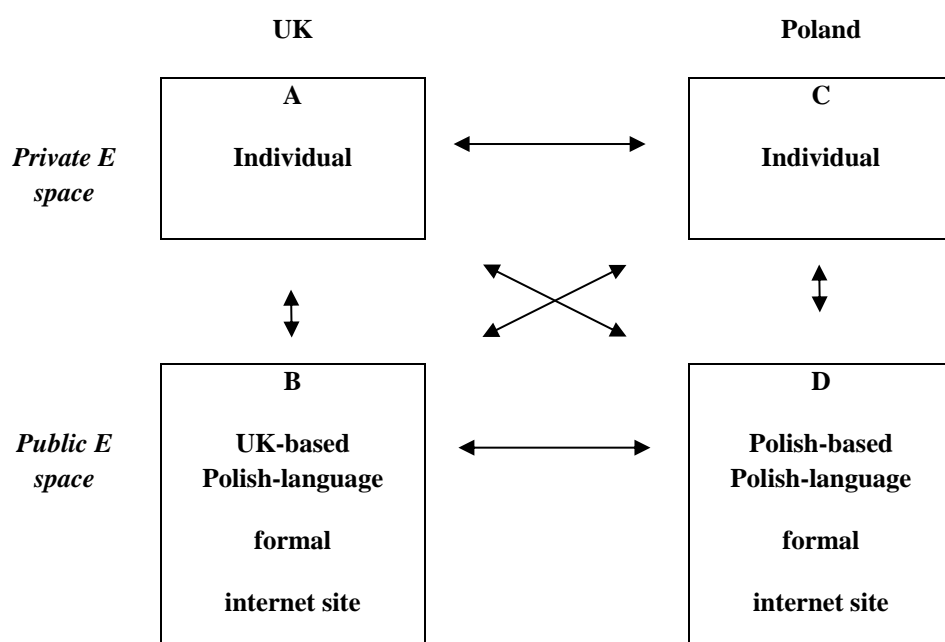 UK
Poland
A
Individual
C
Individual
Private E
space
B
UK-based
Polish-language
formal
internet site
D
Polish-based
Polish-language
formal
internet site
Public E
space